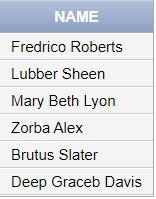 NAME
Fredrico Roberts
Lubber Sheen
Mary Beth Lyon
Zorba Alex
Brutus Slater
Deep Graceb Davis